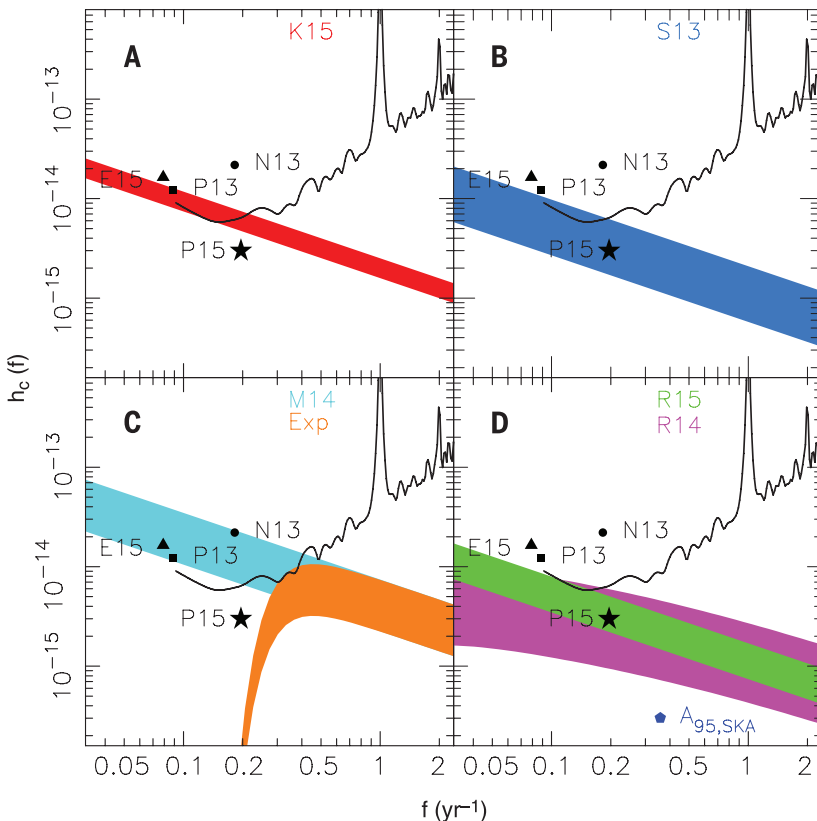 A K15
B S13
10⁻¹³
N13
E15 P13
10⁻¹⁴
P15
10⁻¹⁵
N13
E15 P13
P15
h_c (f)
C M14
Exp
D R15
R14
10⁻¹³
N13
E15 P13
10⁻¹⁴
P15
10⁻¹⁵
N13
E15 P13
P15
A₉₅,SKA
0.05 0.1 0.2 0.5 1 2
0.05 0.1 0.2 0.5 1 2
f (yr⁻¹)